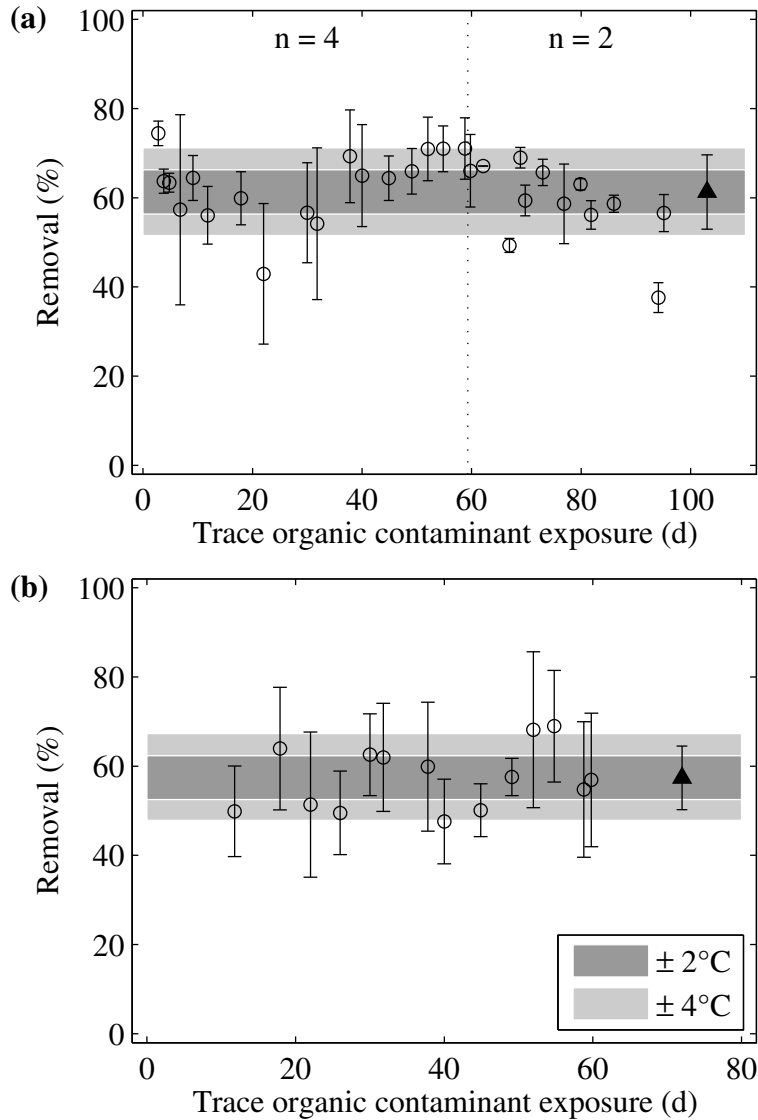 (a)
n = 4
n = 2
100
80
60
40
20
0
Removal (%)
0 20 40 60 80 100
Trace organic contaminant exposure (d)
(b)
100
80
60
40
20
0
Removal (%)
± 2°C
± 4°C
0 20 40 60 80
Trace organic contaminant exposure (d)